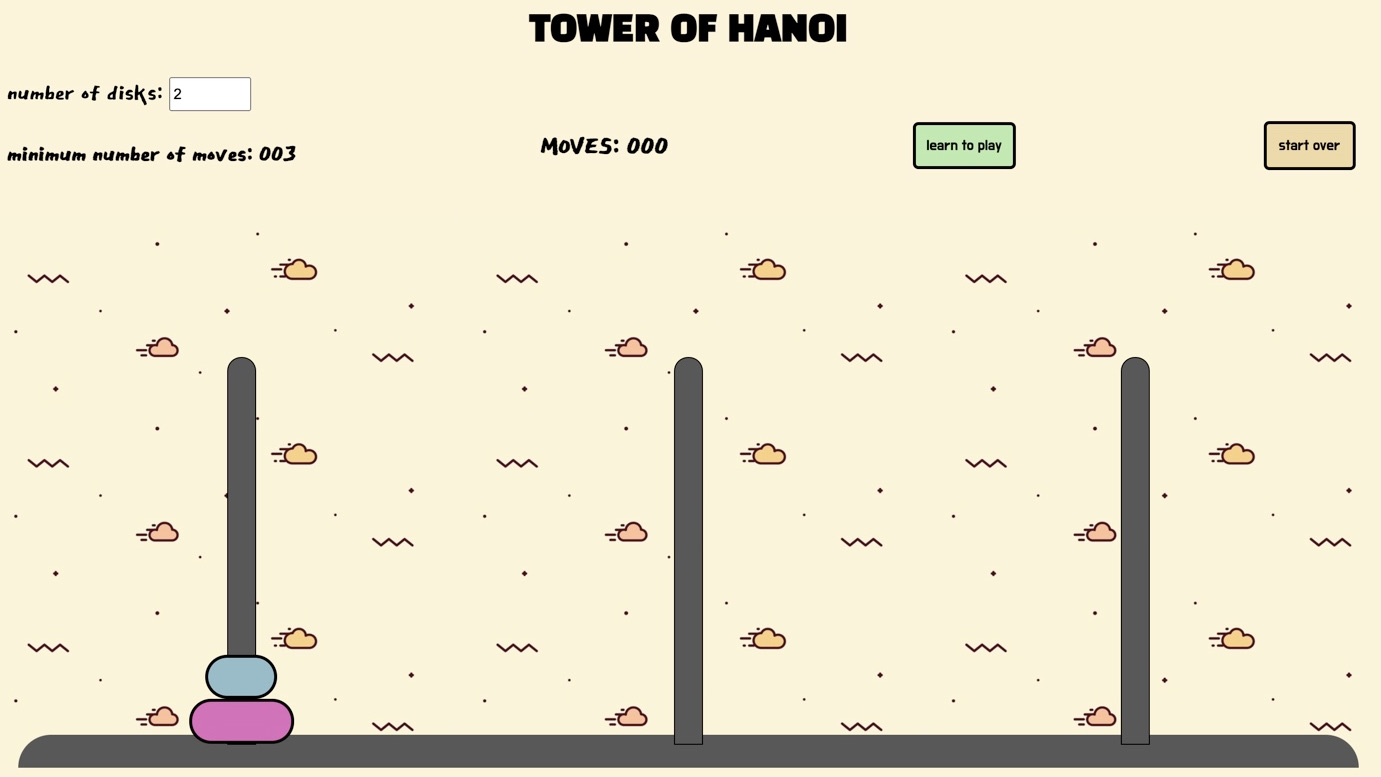 TOWER OF HANOI
number of disks: 2
minimum number of moves: 003
MOVES: 000
learn to play
start over